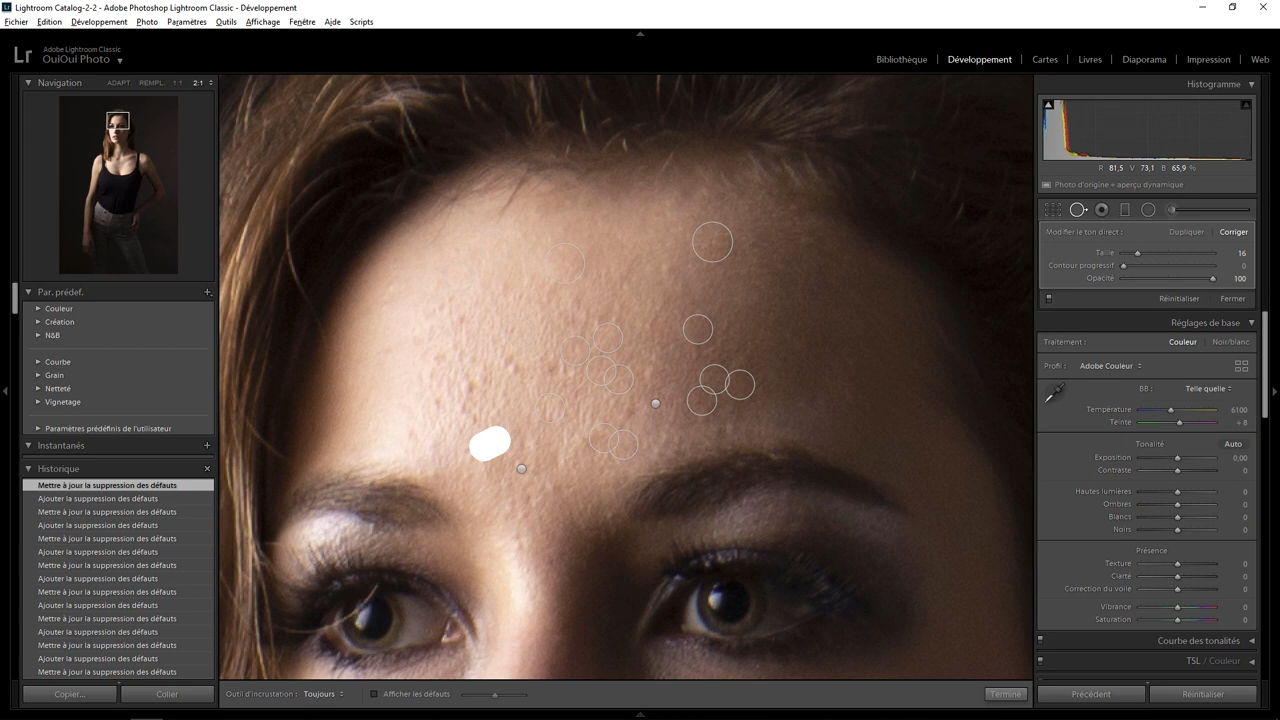 Lightroom Catalog-2-2 - Adobe Photoshop Lightroom Classic - Développement
Fichier Edition Développement Photo Paramètres Outils Affichage Fenêtre Aide Scripts
Lr Adobe Lightroom Classic
OuiOui Photo
Bibliothèque | Développement | Cartes | Livres | Diaporama | Impression | Web
Navigation ADAPT. REMPL. 1:1 2:1
Par. prédef. +
Couleur
Création
N&B
Courbe
Grain
Netteté
Vignetage
Paramètres prédéfinis de l'utilisateur
Instantanés
Historique
Mettre à jour la suppression des défauts
Ajouter la suppression des défauts
Mettre à jour la suppression des défauts
Ajouter la suppression des défauts
Mettre à jour la suppression des défauts
Ajouter la suppression des défauts
Mettre à jour la suppression des défauts
Ajouter la suppression des défauts
Mettre à jour la suppression des défauts
Ajouter la suppression des défauts
Mettre à jour la suppression des défauts
Ajouter la suppression des défauts
Mettre à jour la suppression des défauts
Ajouter la suppression des défauts
Mettre à jour la suppression des défauts
Copier... Coller
Outil d'incrustation : Toujours Afficher les défauts Terminé
Histogramme
R 81,5 V 73,1 B 65,9 %
Photo d'origine + aperçu dynamique
Modifier le ton direct : Dupliquer Corriger
Taille 16
Contour progressif 0
Opacité 100
Réinitialiser Fermer
Réglages de base
Traitement : Couleur | Noir/blanc
Profil : Adobe Couleur
BB : Telle quelle
Température 6100
Teinte + 8
Tonalité Auto
Exposition 0,00
Contraste 0
Hautes lumières 0
Ombres 0
Blancs 0
Noirs 0
Présence
Texture 0
Clarté 0
Correction du voile 0
Vibrance 0
Saturation 0
Courbe des tonalités
TSL / Couleur
Précédent Réinitialiser